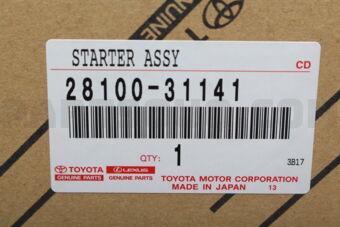 GENUINE
STARTER ASSY
CD
28100-31141
QTY: 1
3B17
TOYOTA
GENUINE PARTS
LEXUS
GENUINE PARTS
TOYOTA MOTOR CORPORATION
MADE IN JAPAN 13